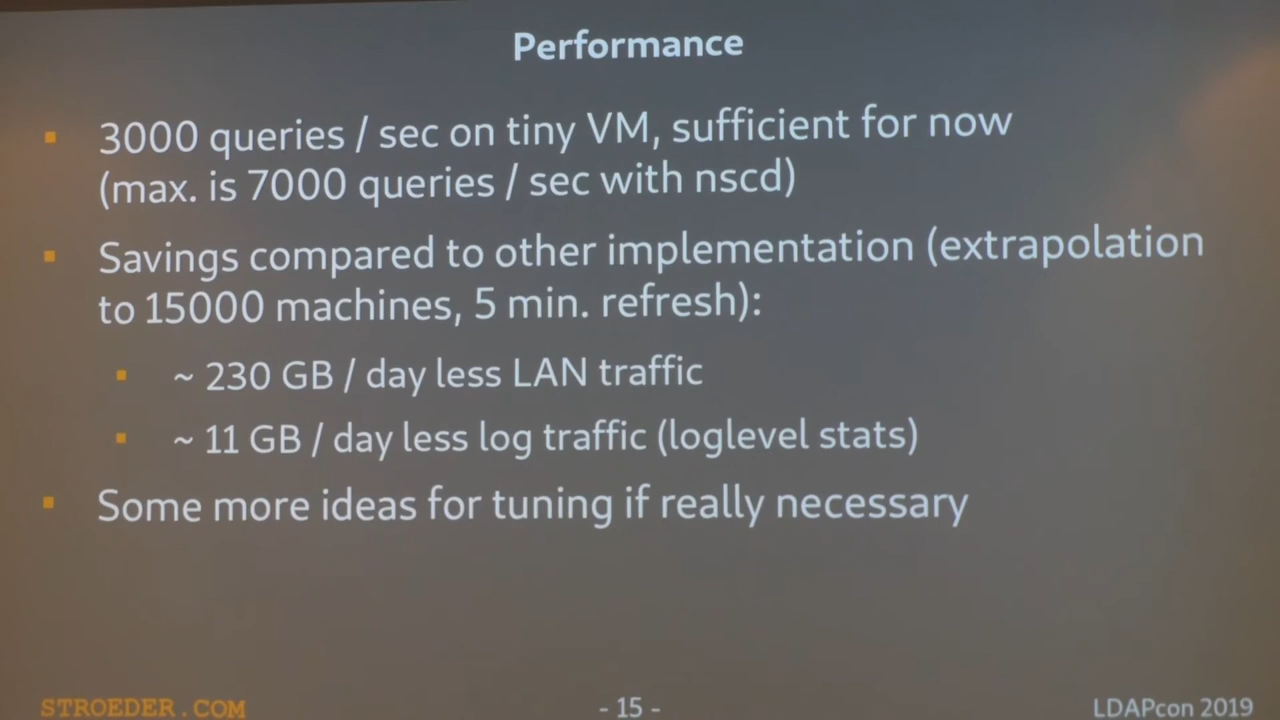 Performance
3000 queries / sec on tiny VM, sufficient for now
(max. is 7000 queries / sec with nscd)
Savings compared to other implementation (extrapolation
to 15000 machines, 5 min. refresh):
~ 230 GB / day less LAN traffic
~ 11 GB / day less log traffic (loglevel stats)
Some more ideas for tuning if really necessary
STROEDER.COM
- 15 -
LDAPcon 2019